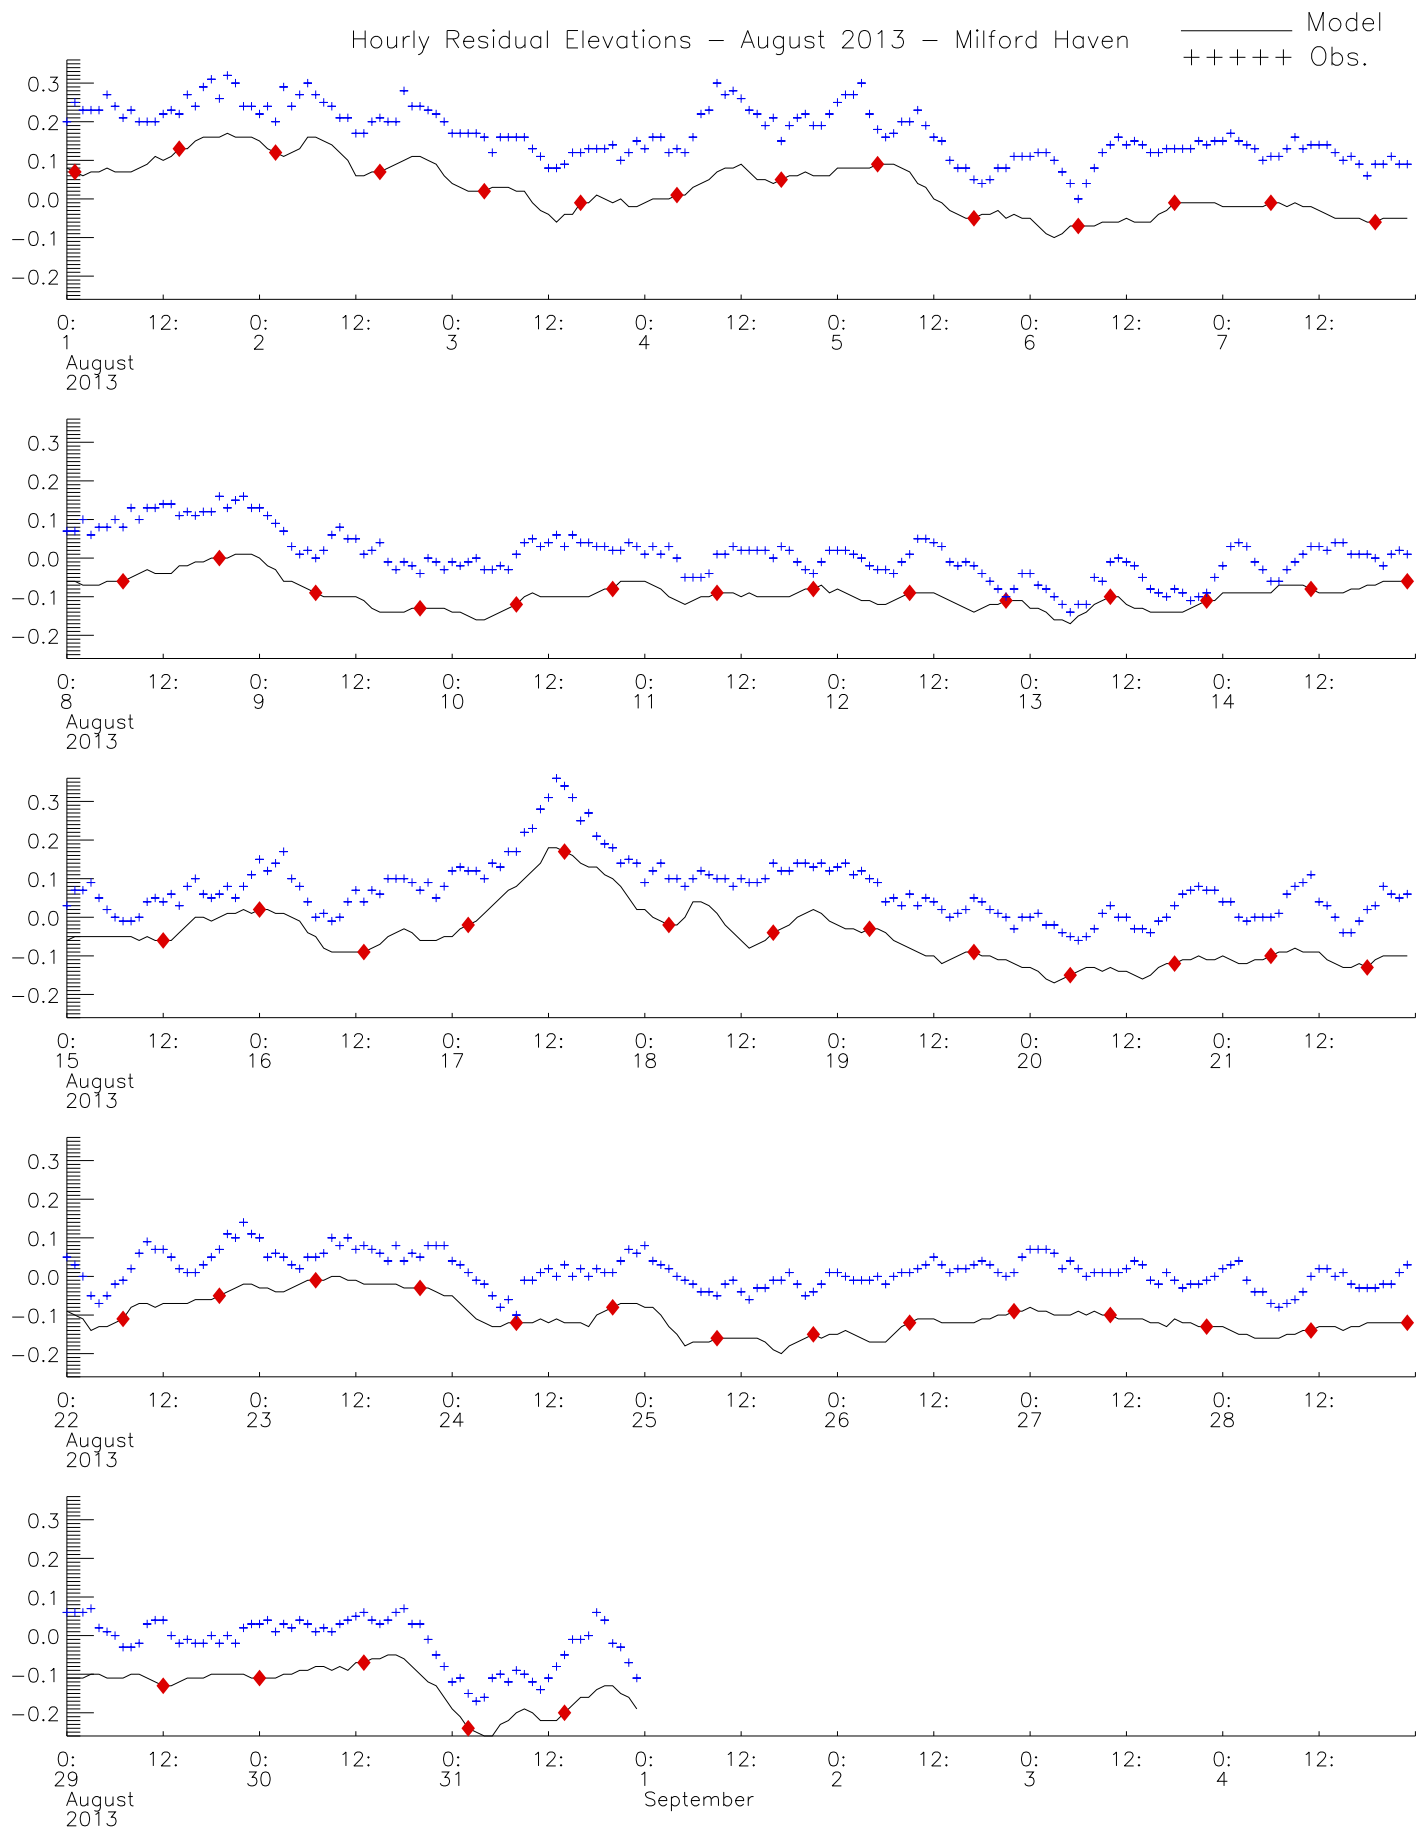 Hourly Residual Elevations − August 2013 − Milford Haven
Model
+++++ Obs.
0.3
0.2
0.1
0.0
−0.1
−0.2
0: 12: 0: 12: 0: 12: 0: 12: 0: 12: 0: 12: 0: 12:
1 2 3 4 5 6 7
August
2013
0.3
0.2
0.1
0.0
−0.1
−0.2
0: 12: 0: 12: 0: 12: 0: 12: 0: 12: 0: 12: 0: 12:
8 9 10 11 12 13 14
August
2013
0.3
0.2
0.1
0.0
−0.1
−0.2
0: 12: 0: 12: 0: 12: 0: 12: 0: 12: 0: 12: 0: 12:
15 16 17 18 19 20 21
August
2013
0.3
0.2
0.1
0.0
−0.1
−0.2
0: 12: 0: 12: 0: 12: 0: 12: 0: 12: 0: 12: 0: 12:
22 23 24 25 26 27 28
August
2013
0.3
0.2
0.1
0.0
−0.1
−0.2
0: 12: 0: 12: 0: 12: 0: 12: 0: 12: 0: 12: 0: 12:
29 30 31 1 2 3 4
August September
2013